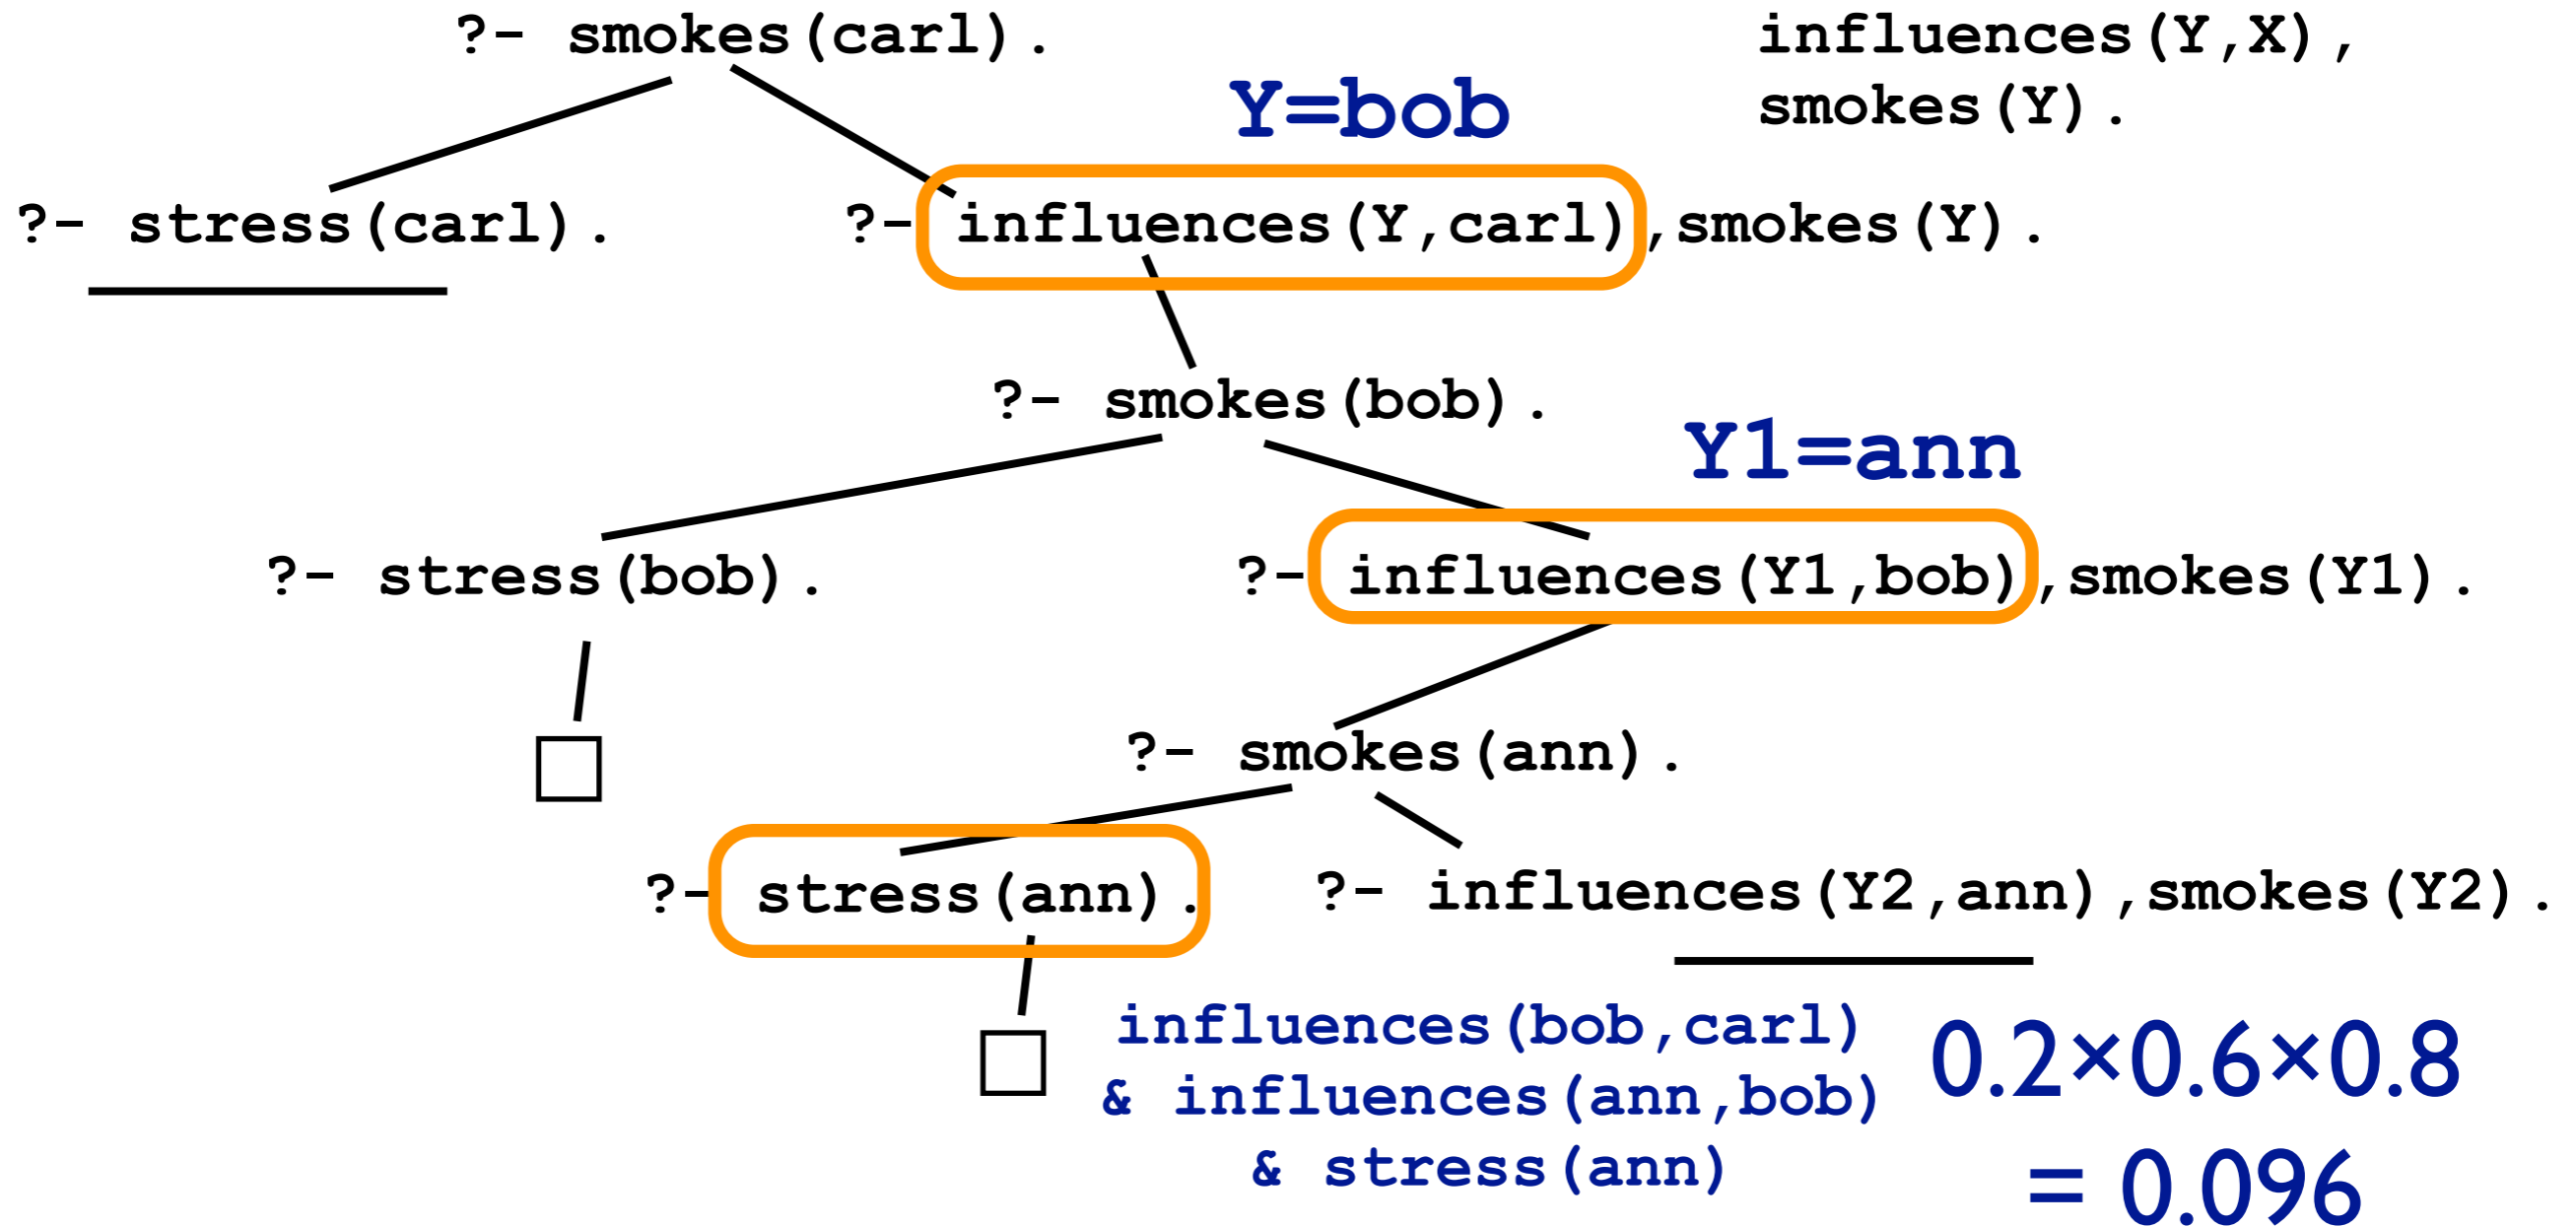 ?- smokes(carl).
influences(Y,X),
smokes(Y).
Y=bob
?- stress(carl).
?- influences(Y,carl),smokes(Y).
?- smokes(bob).
Y1=ann
?- stress(bob).
?- influences(Y1,bob),smokes(Y1).
?- smokes(ann).
?- stress(ann).
?- influences(Y2,ann),smokes(Y2).
influences(bob,carl)
& influences(ann,bob)
& stress(ann)
0.2×0.6×0.8
= 0.096